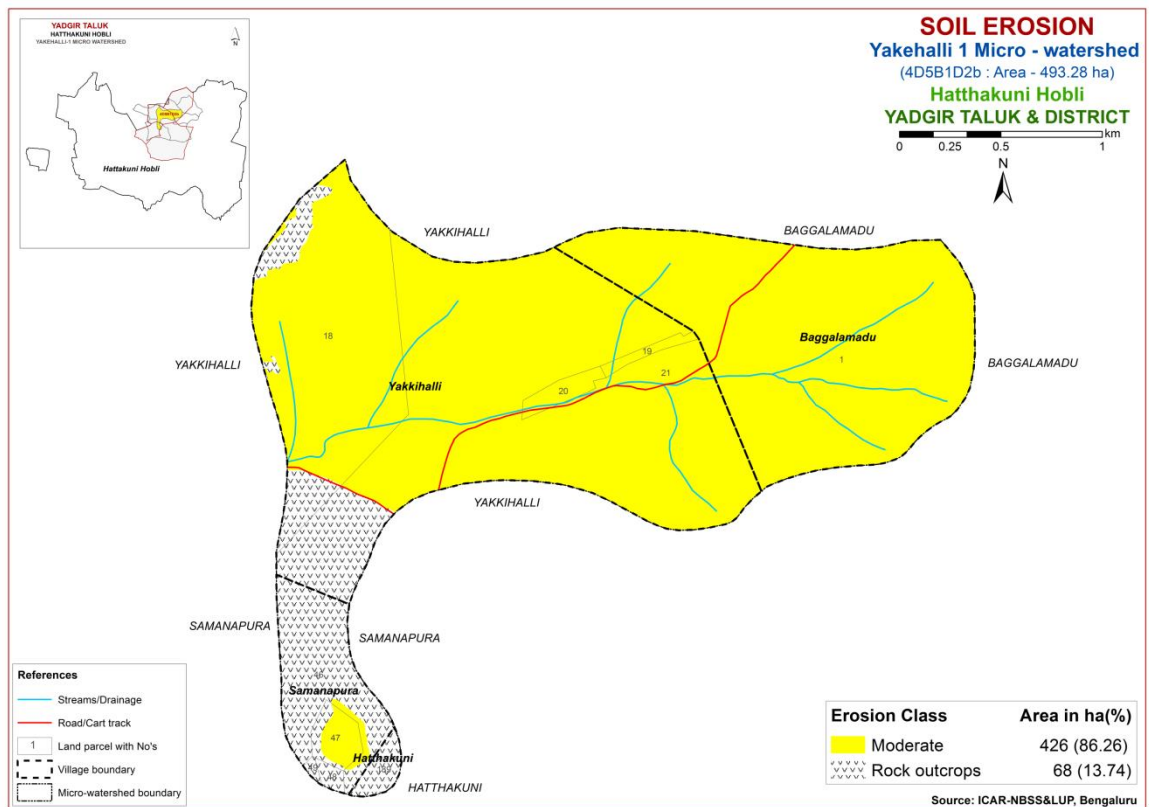 YADGIR TALUK
HATTHAKUNI HOBLI
YAKEHALLI-1 MICRO WATERSHED
N
Hattakuni Hobli
SOIL EROSION
Yakehalli 1 Micro - watershed
(4D5B1D2b : Area - 493.28 ha)
Hatthakuni Hobli
YADGIR TALUK & DISTRICT
km
0 0.25 0.5 1
N
YAKKIHALLI
BAGGALAMADU
18
YAKKIHALLI
Yakkihalli
19
20
21
Baggalamadu
1
BAGGALAMADU
YAKKIHALLI
SAMANAPURA
SAMANAPURA
Samanapura
47
Hatthakuni
49
48
HATTHAKUNI
References
Streams/Drainage
Road/Cart track
1 Land parcel with No's
Village boundary
Micro-watershed boundary
Erosion Class Area in ha(%)
Moderate 426 (86.26)
Rock outcrops 68 (13.74)
Source: ICAR-NBSS&LUP, Bengaluru